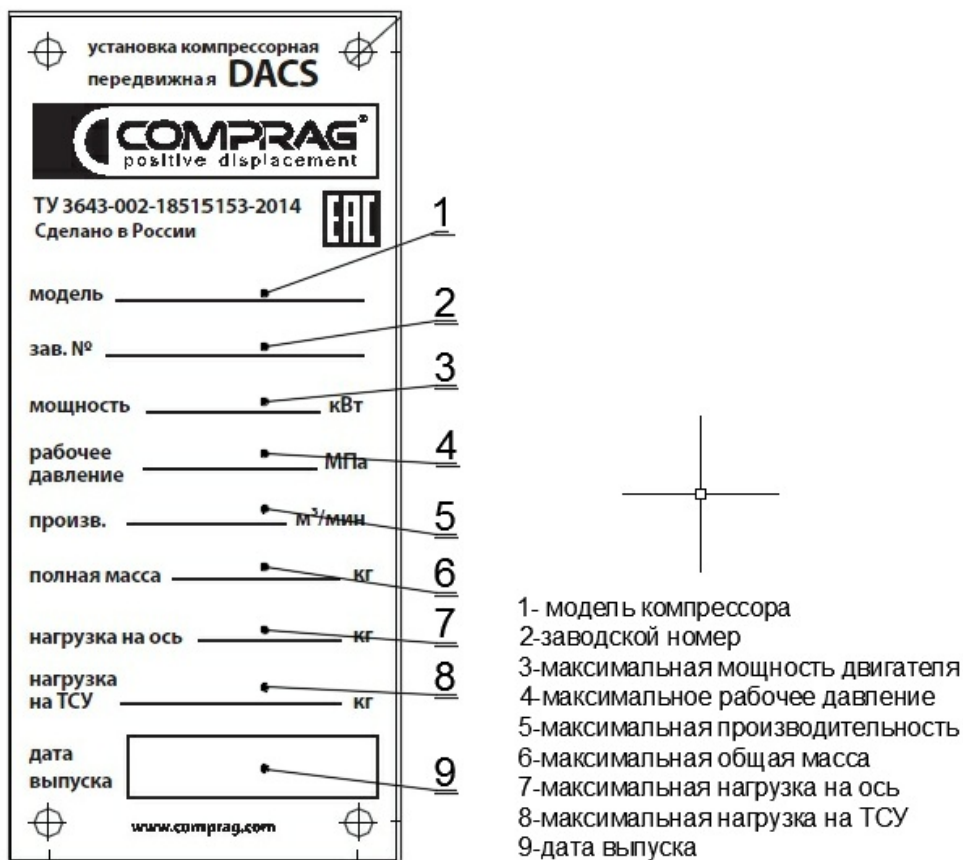 установка компрессорная
передвижная DACS
COMPRAG®
positive displacement
ТУ 3643-002-18515153-2014
Сделано в России
EAC
модель
1
зав. №
2
мощность кВт
3
рабочее
давление МПа
4
произв. м³/мин
5
полная масса кг
6
нагрузка на ось кг
7
нагрузка
на ТСУ кг
8
дата
выпуска
9
www.comprag.com
1- модель компрессора
2-заводской номер
3-максимальная мощность двигателя
4-максимальное рабочее давление
5-максимальная производительность
6-максимальная общая масса
7-максимальная нагрузка на ось
8-максимальная нагрузка на ТСУ
9-дата выпуска